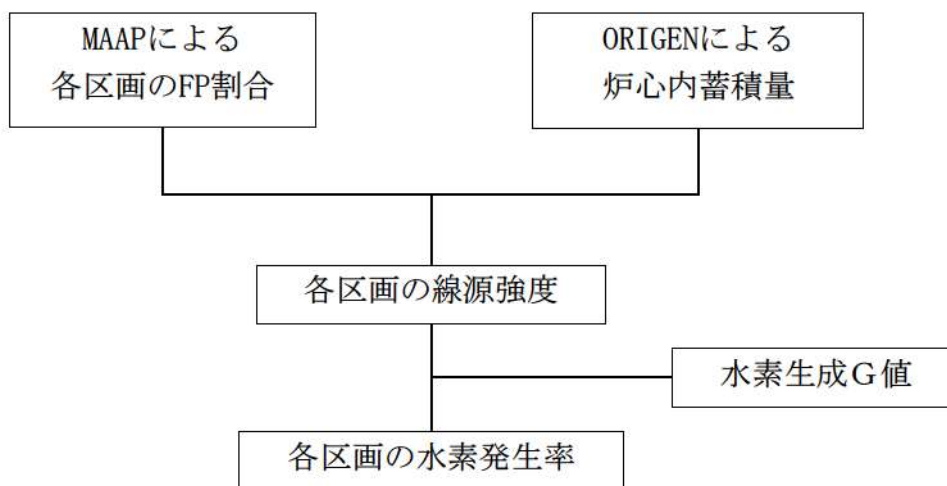 MAAPによる
各区画のFP割合
ORIGENによる
炉心内蓄積量
各区画の線源強度
水素生成Ｇ値
各区画の水素発生率